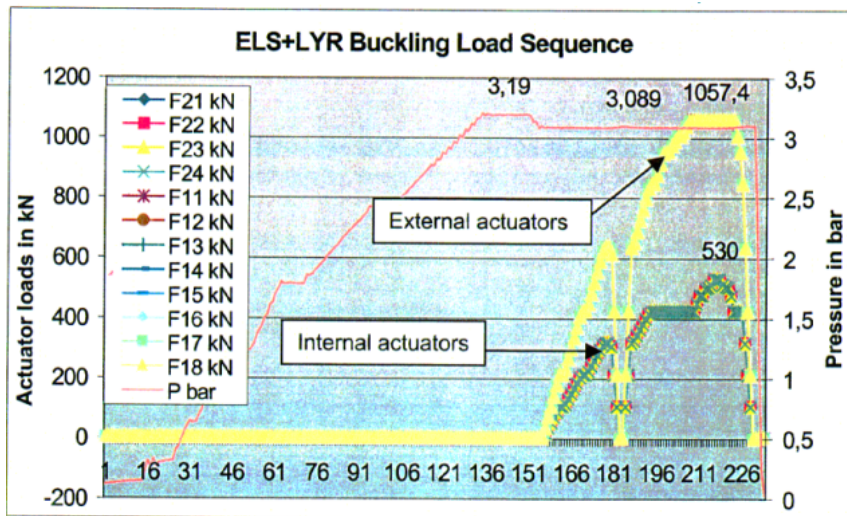 ELS+LYR Buckling Load Sequence
Actuator loads in kN
1200
1000
800
600
400
200
0
-200
F21 kN
F22 kN
F23 kN
F24 kN
F11 kN
F12 kN
F13 kN
F14 kN
F15 kN
F16 kN
F17 kN
F18 kN
P bar
3,19
3,089
1057,4
External actuators
530
Internal actuators
1 16 31 46 61 76 91 106 121 136 151 166 181 196 211 226
3,5
3
2,5
2
1,5
1
0,5
0
Pressure in bar